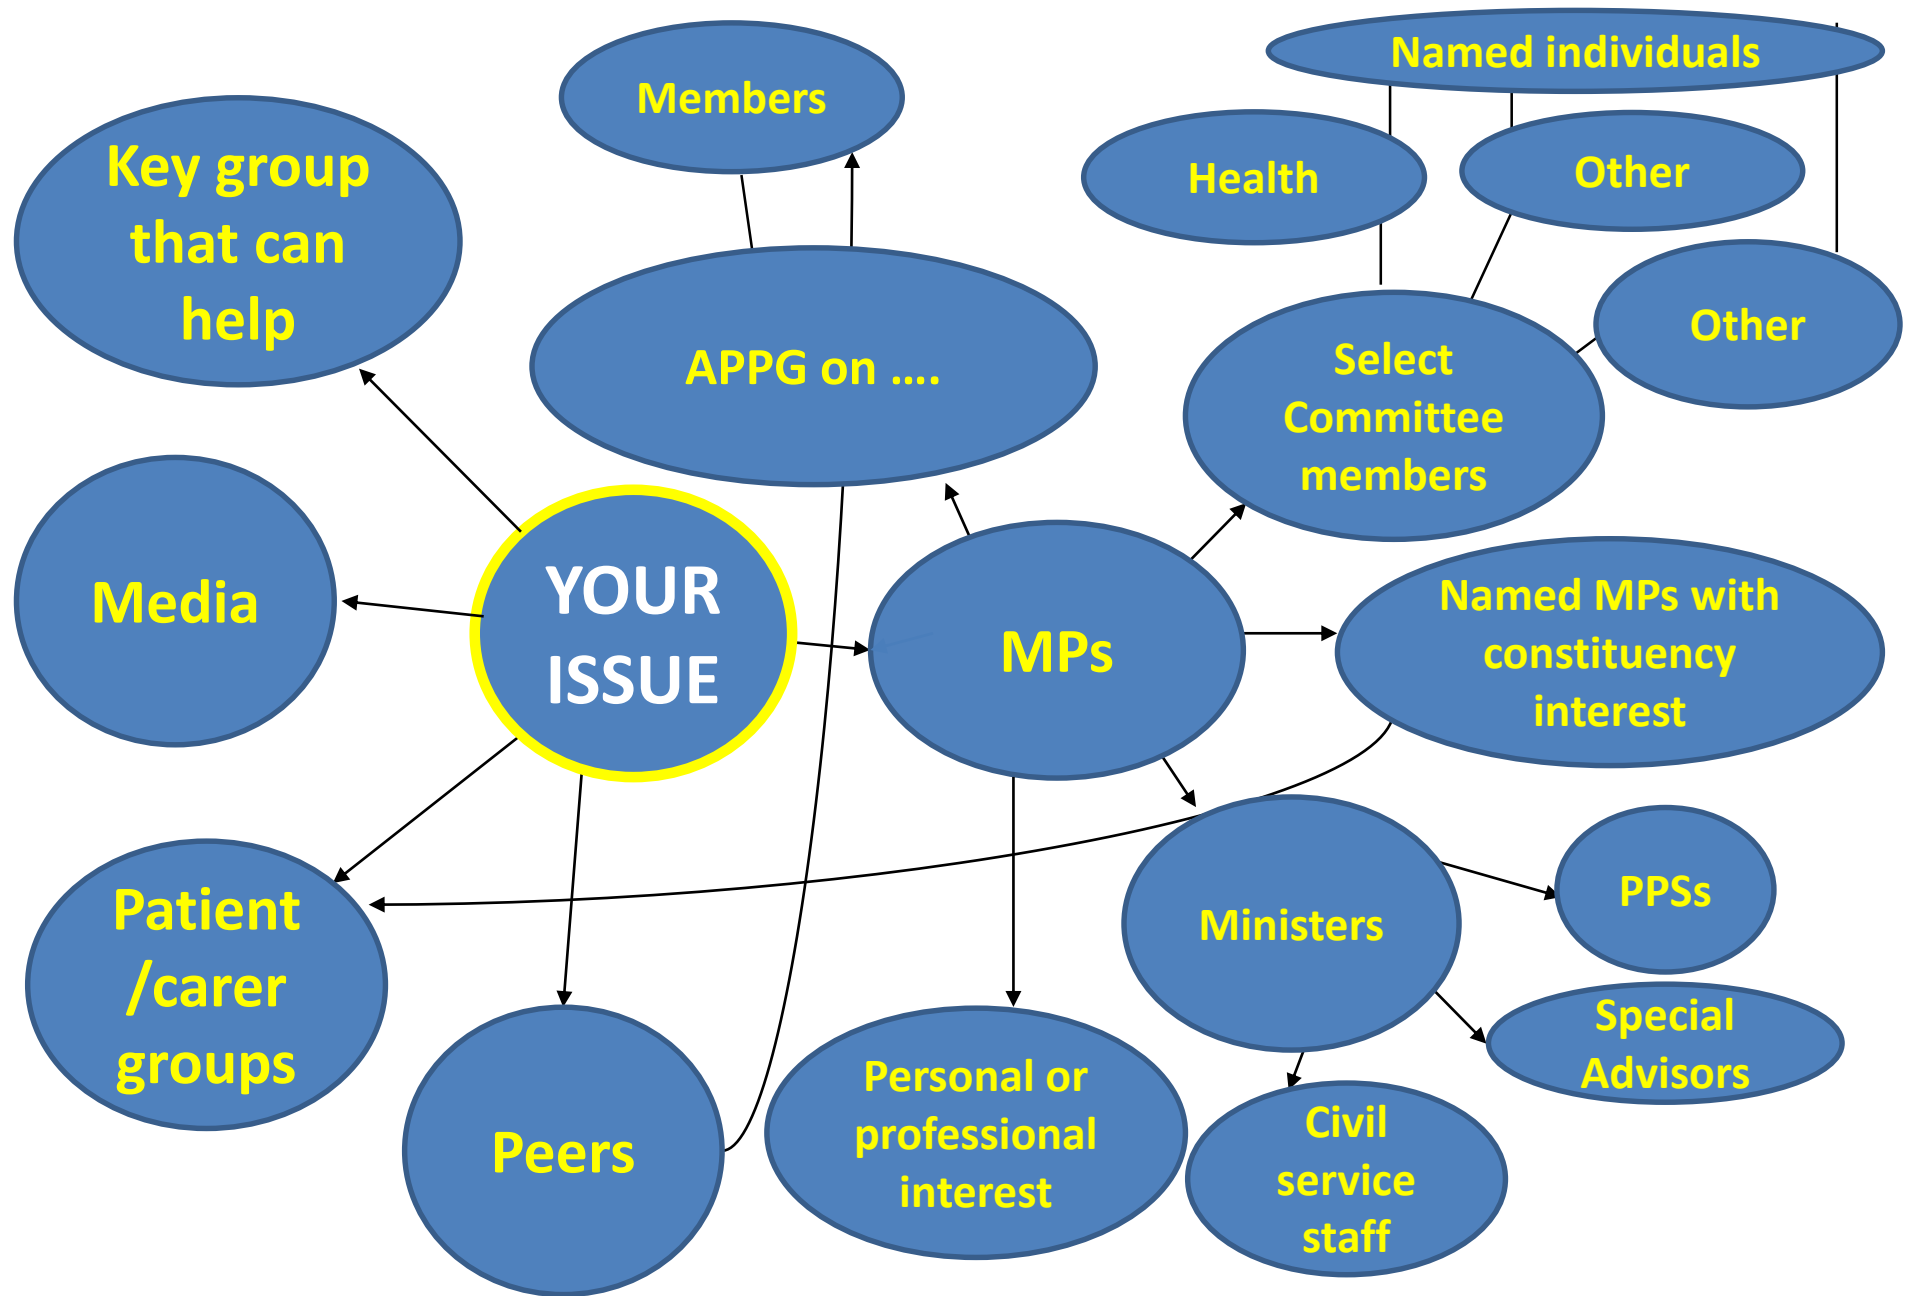 Named individuals
Members
Key group
that can
help
Health
Other
Other
APPG on ....
Select
Committee
members
Media
YOUR
ISSUE
MPs
Named MPs with
constituency
interest
Patient
/carer
groups
Ministers
PPSs
Special
Advisors
Peers
Personal or
professional
interest
Civil
service
staff